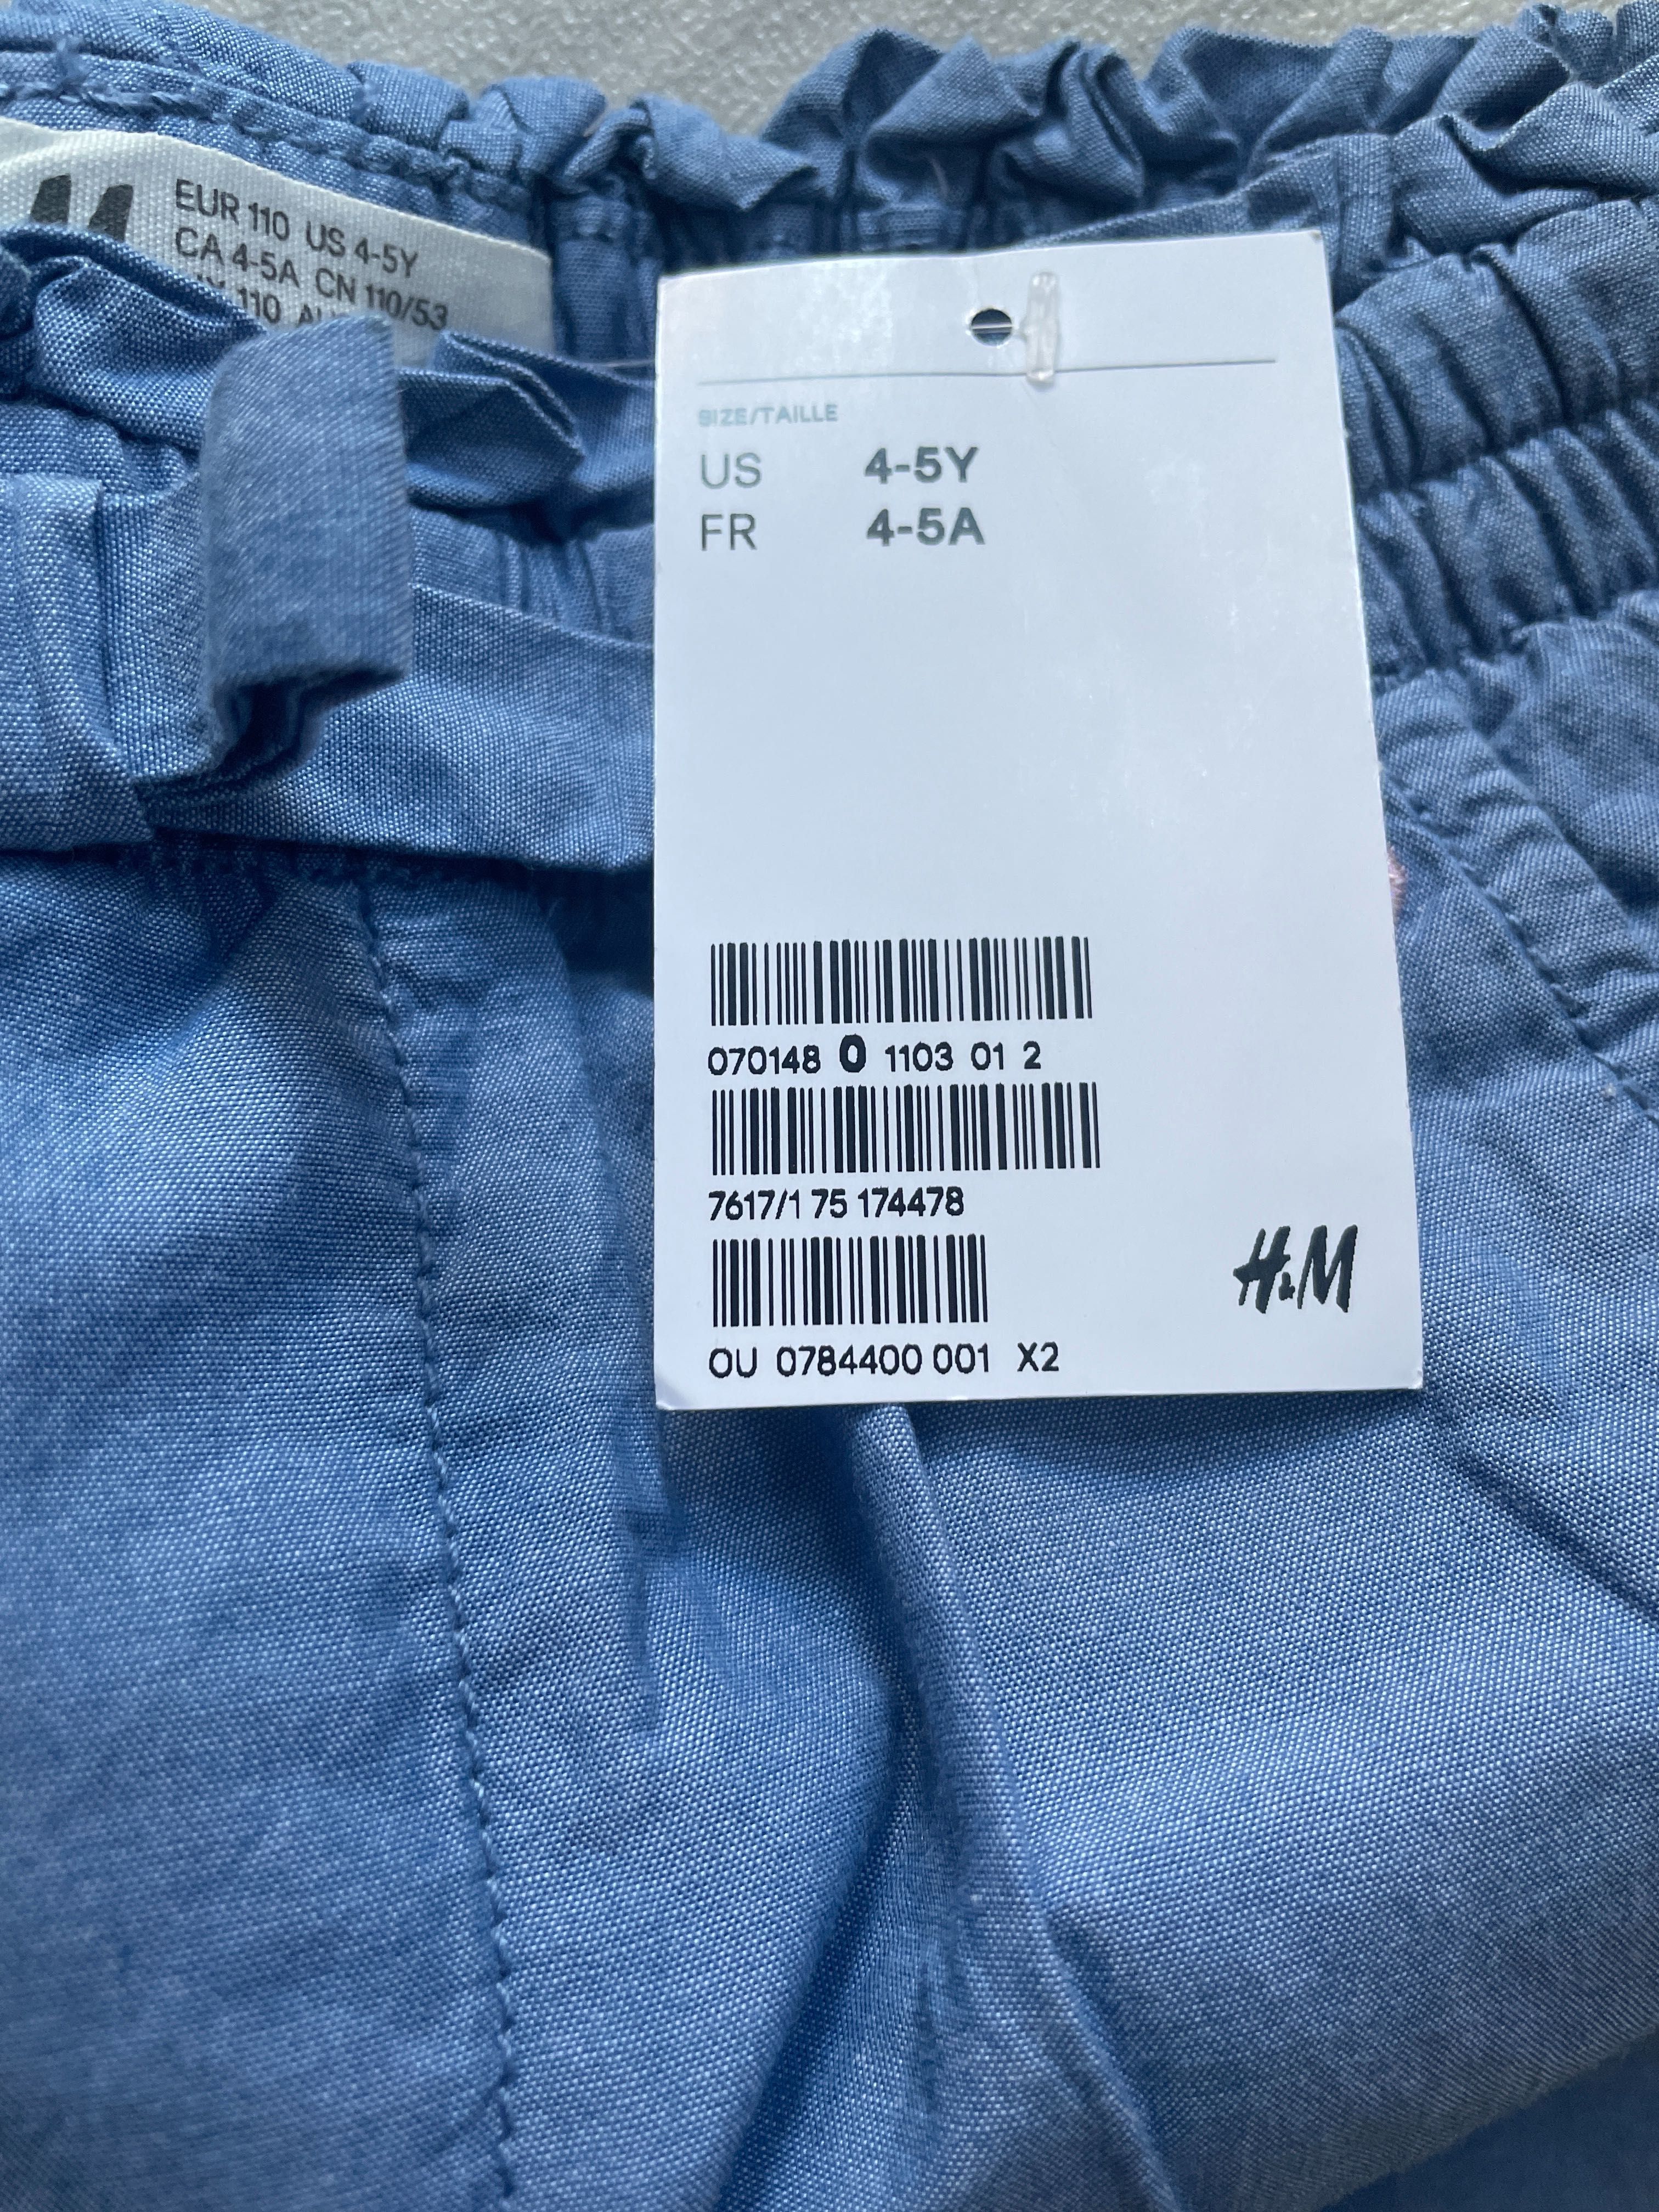 EUR 110 US 4-5Y
CA 4-5A CN 110/53
110
SIZE/TAILLE
US 4-5Y
FR 4-5A
070148 0 1103 01 2
7617/1 75 174478
H&M
OU 0784400 001 X2